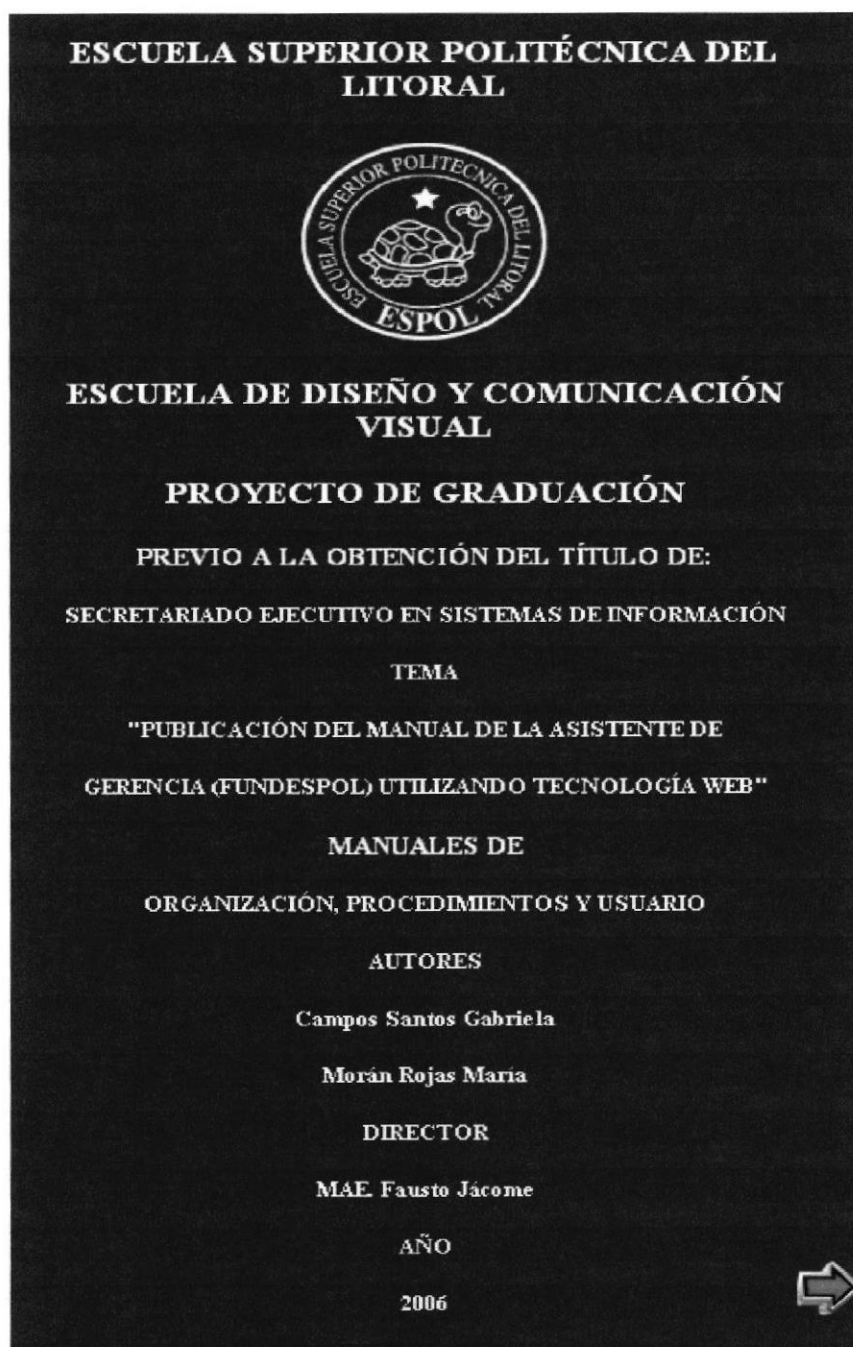 ESCUELA SUPERIOR POLITÉCNICA DEL
LITORAL
ESCUELA SUPERIOR POLITECNICA DEL LITORAL
ESPOL
ESCUELA DE DISEÑO Y COMUNICACIÓN
VISUAL
PROYECTO DE GRADUACIÓN
PREVIO A LA OBTENCIÓN DEL TÍTULO DE:
SECRETARIADO EJECUTIVO EN SISTEMAS DE INFORMACIÓN
TEMA
"PUBLICACIÓN DEL MANUAL DE LA ASISTENTE DE
GERENCIA (FUNDESPOL) UTILIZANDO TECNOLOGÍA WEB"
MANUALES DE
ORGANIZACIÓN, PROCEDIMIENTOS Y USUARIO
AUTORES
Campos Santos Gabriela
Morán Rojas María
DIRECTOR
MAE. Fausto Jácome
AÑO
2006